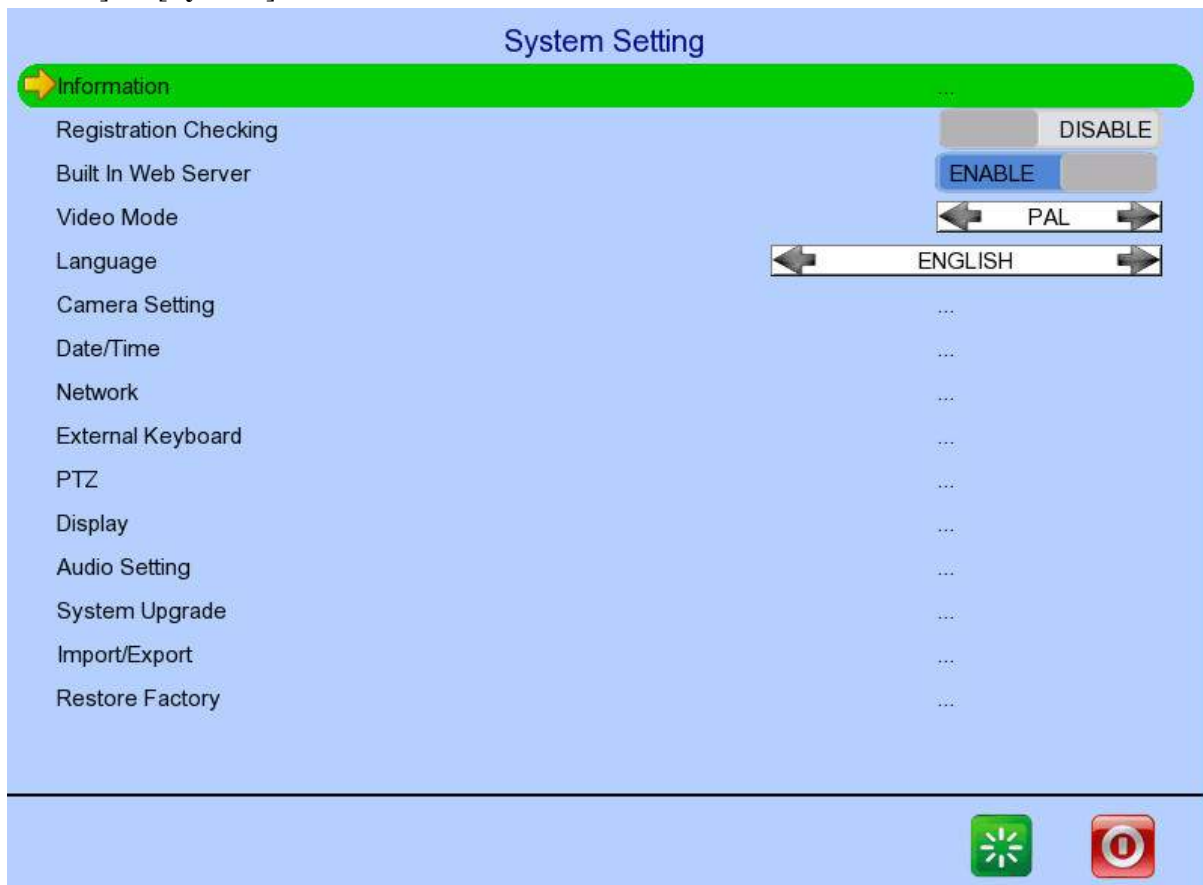 System Setting
Information ...
Registration Checking DISABLE
Built In Web Server ENABLE
Video Mode PAL
Language ENGLISH
Camera Setting ...
Date/Time ...
Network ...
External Keyboard ...
PTZ ...
Display ...
Audio Setting ...
System Upgrade ...
Import/Export ...
Restore Factory ...